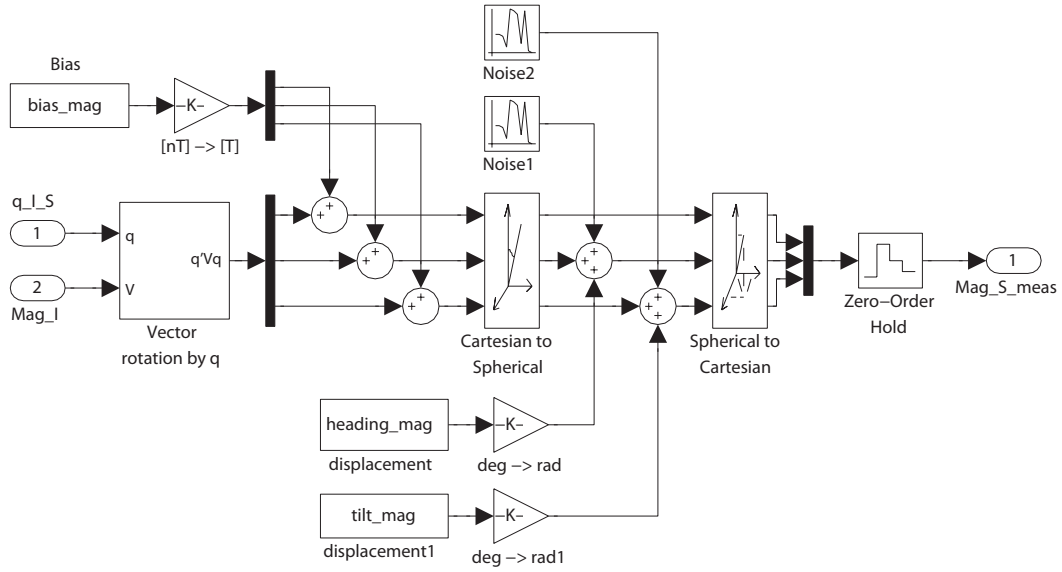 Bias
bias_mag
−K−
[nT] −> [T]
Noise2
Noise1
q_I_S
1
2
Mag_I
q
V
q'Vq
Vector
rotation by q
+
+
+
+
+
+
Cartesian to
Spherical
+
+
+
+
+
+
Spherical to
Cartesian
Zero−Order
Hold
1
Mag_S_meas
heading_mag
displacement
−K−
deg −> rad
tilt_mag
displacement1
−K−
deg −> rad1